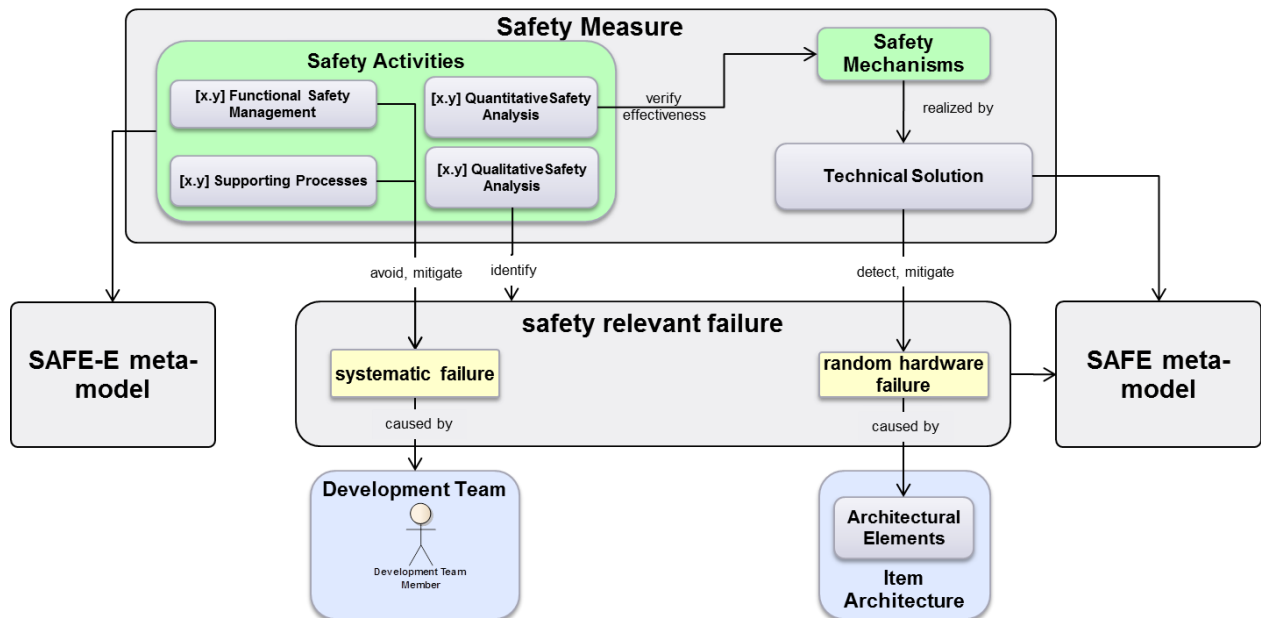 Safety Measure
Safety Activities
[x.y] Functional Safety
Management
[x.y] Quantitative Safety
Analysis
[x.y] Supporting Processes
[x.y] Qualitative Safety
Analysis
verify
effectiveness
Safety
Mechanisms
realized by
Technical Solution
avoid, mitigate
identify
detect, mitigate
SAFE-E meta-
model
safety relevant failure
systematic failure
random hardware
failure
SAFE meta-
model
caused by
caused by
Development Team
Development Team
Member
Architectural
Elements
Item
Architecture